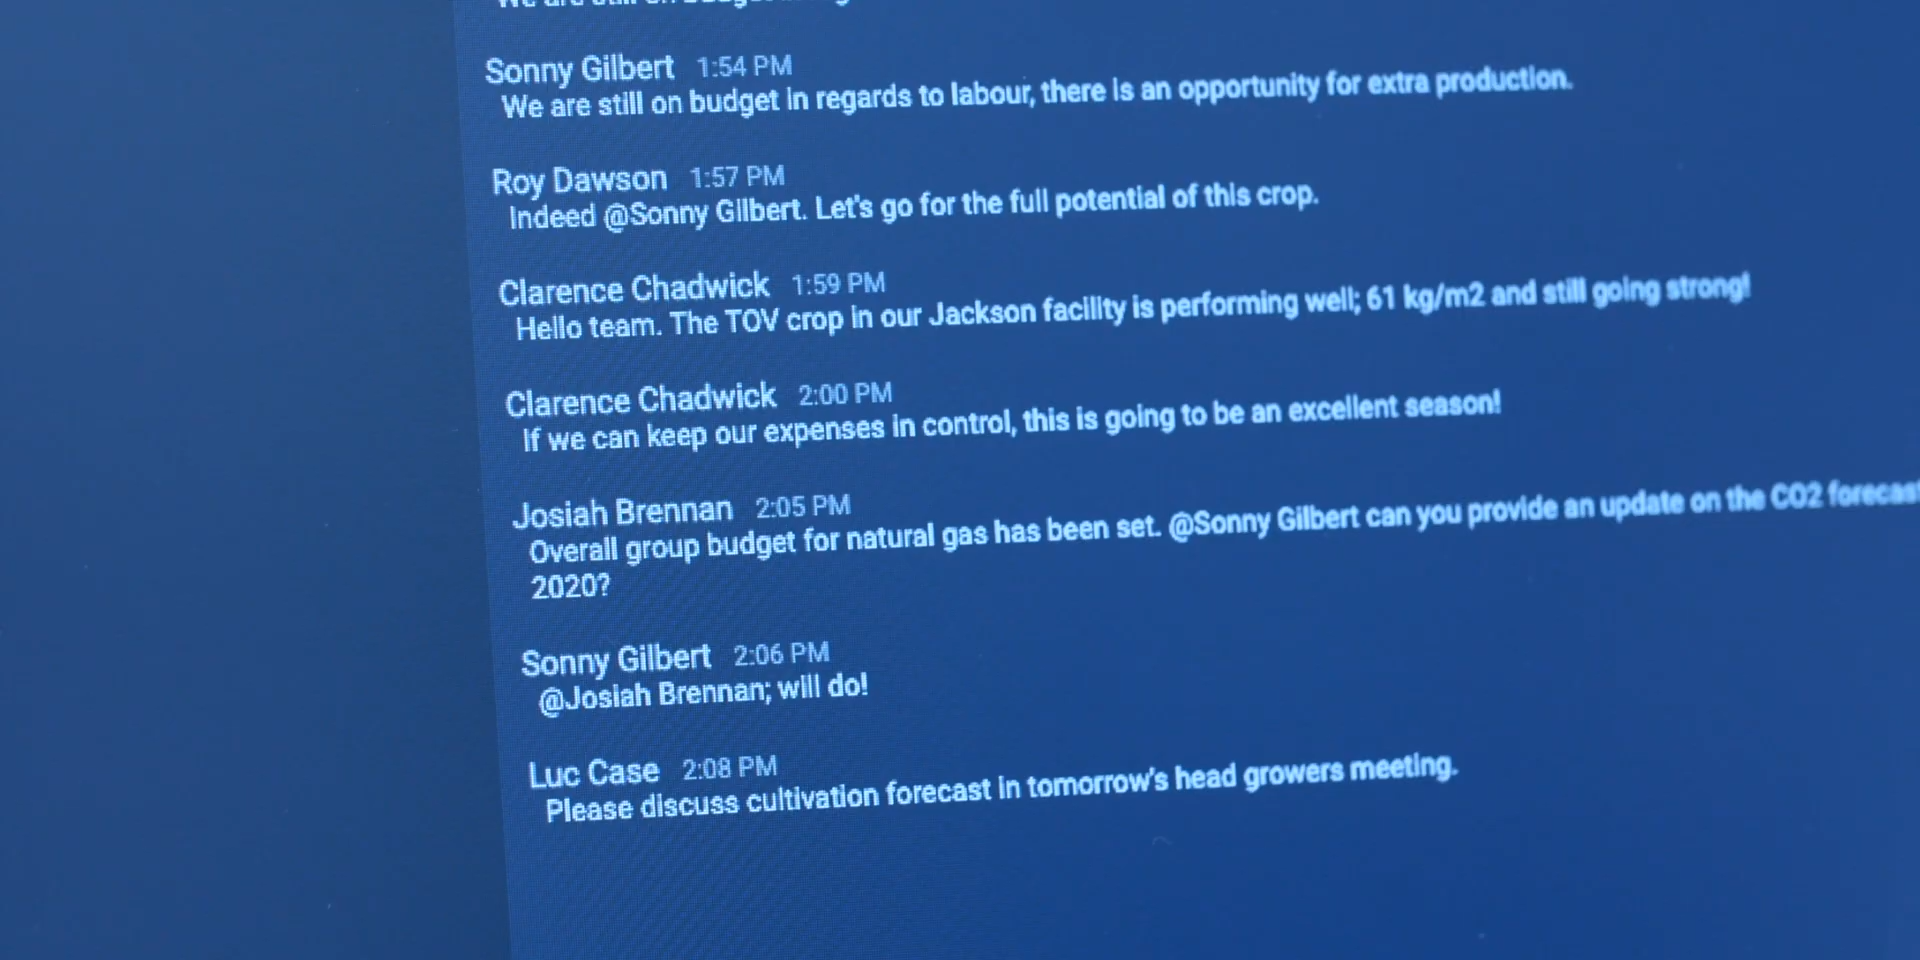 We are still on budget
Sonny Gilbert 1:54 PM
We are still on budget in regards to labour, there is an opportunity for extra production.
Roy Dawson 1:57 PM
Indeed @Sonny Gilbert. Let's go for the full potential of this crop.
Clarence Chadwick 1:59 PM
Hello team. The TOV crop in our Jackson facility is performing well; 61 kg/m2 and still going strong!
Clarence Chadwick 2:00 PM
If we can keep our expenses in control, this is going to be an excellent season!
Josiah Brennan 2:05 PM
Overall group budget for natural gas has been set. @Sonny Gilbert can you provide an update on the CO2 forecast
2020?
Sonny Gilbert 2:06 PM
@Josiah Brennan; will do!
Luc Case 2:08 PM
Please discuss cultivation forecast in tomorrow's head growers meeting.